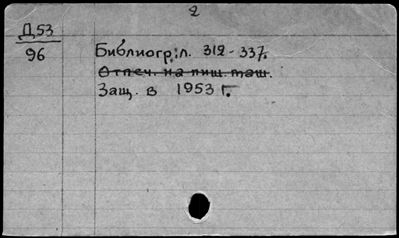 2
Д53
96
Библиогр.: л. 312-337.
Отпеч. на пиш. маш.
Защ. в 1953 г.